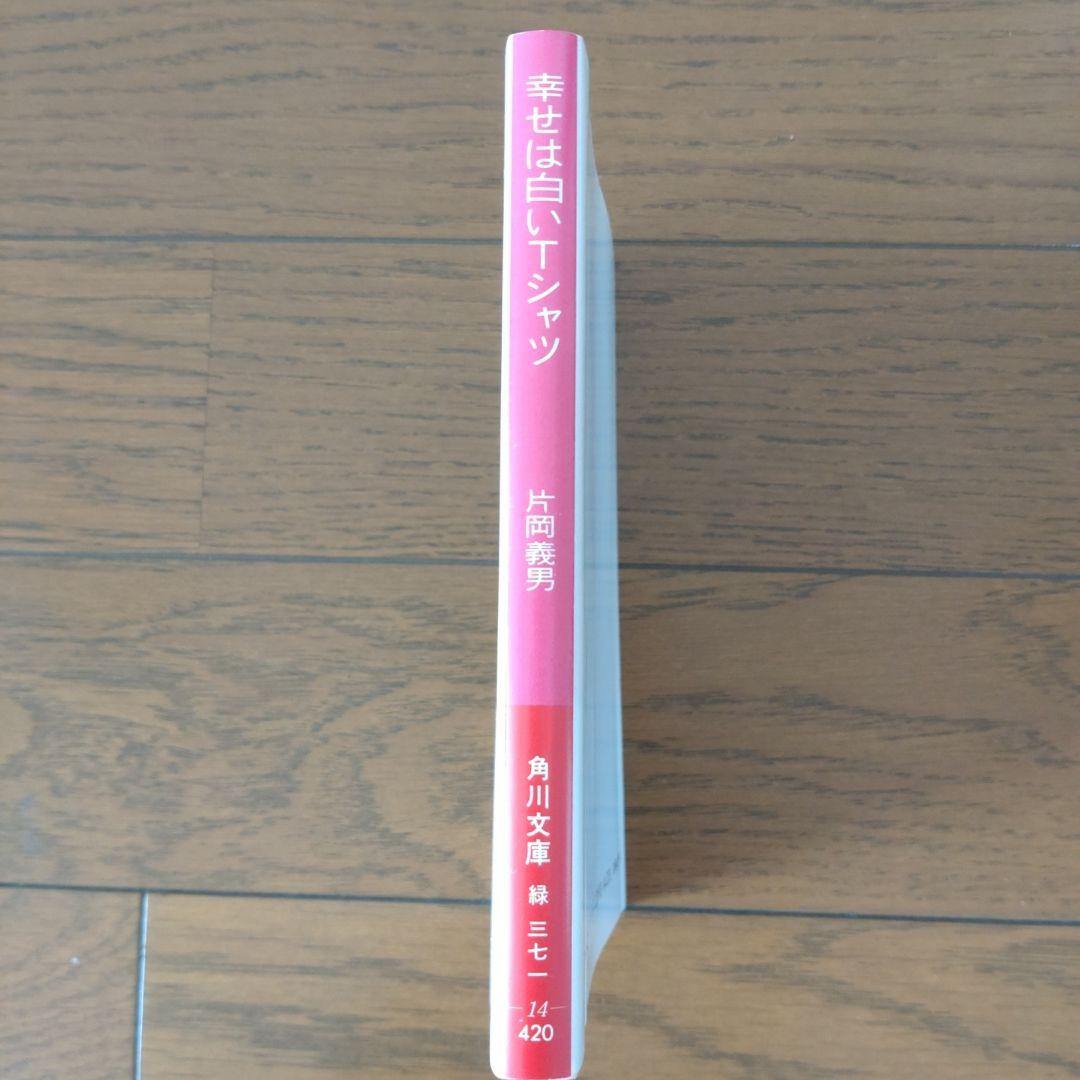 幸せは白いTシャツ
片岡義男
角川文庫
緑 三七一
14
420